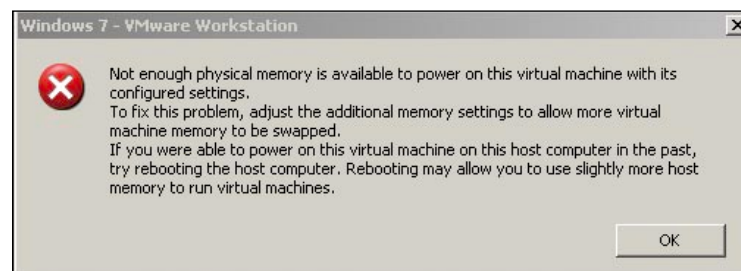 Windows 7 - VMware Workstation
Not enough physical memory is available to power on this virtual machine with its
configured settings.
To fix this problem, adjust the additional memory settings to allow more virtual
machine memory to be swapped.
If you were able to power on this virtual machine on this host computer in the past,
try rebooting the host computer. Rebooting may allow you to use slightly more host
memory to run virtual machines.
OK